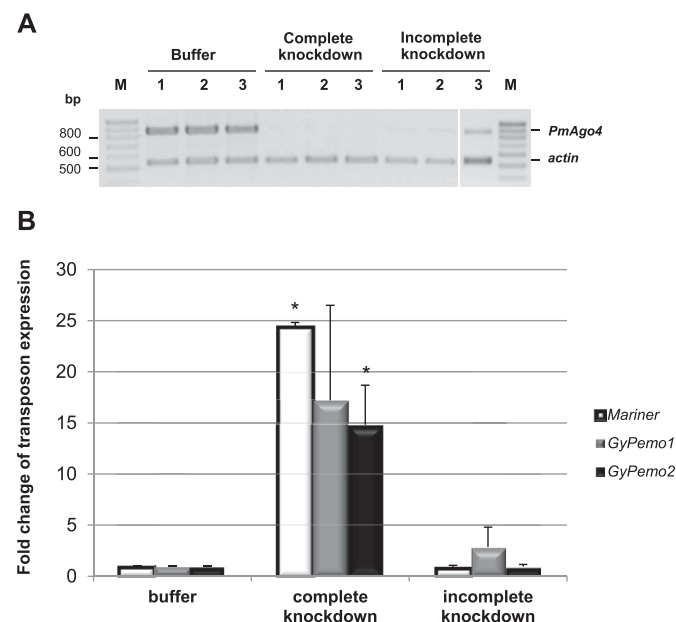 A
Buffer
Complete
knockdown
Incomplete
knockdown
M 1 2 3 1 2 3 1 2 3 M
bp
800
600
500
PmAgo4
actin
B
Fold change of transposon expression
30
25
20
15
10
5
0
*
*
buffer
complete
knockdown
incomplete
knockdown
Mariner
GyPemo1
GyPemo2